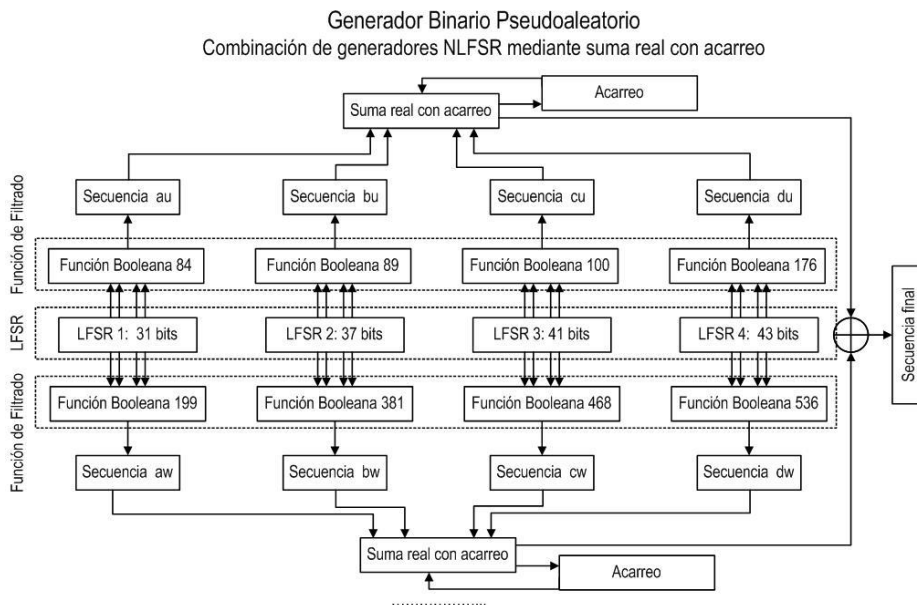 Generador Binario Pseudoaleatorio
Combinación de generadores NLFSR mediante suma real con acarreo
Acarreo
Suma real con acarreo
Secuencia au
Secuencia bu
Secuencia cu
Secuencia du
Función de Filtrado
Función Booleana 84
Función Booleana 89
Función Booleana 100
Función Booleana 176
LFSR
LFSR 1: 31 bits
LFSR 2: 37 bits
LFSR 3: 41 bits
LFSR 4: 43 bits
Secuencia final
Función de Filtrado
Función Booleana 199
Función Booleana 381
Función Booleana 468
Función Booleana 536
Secuencia aw
Secuencia bw
Secuencia cw
Secuencia dw
Suma real con acarreo
Acarreo